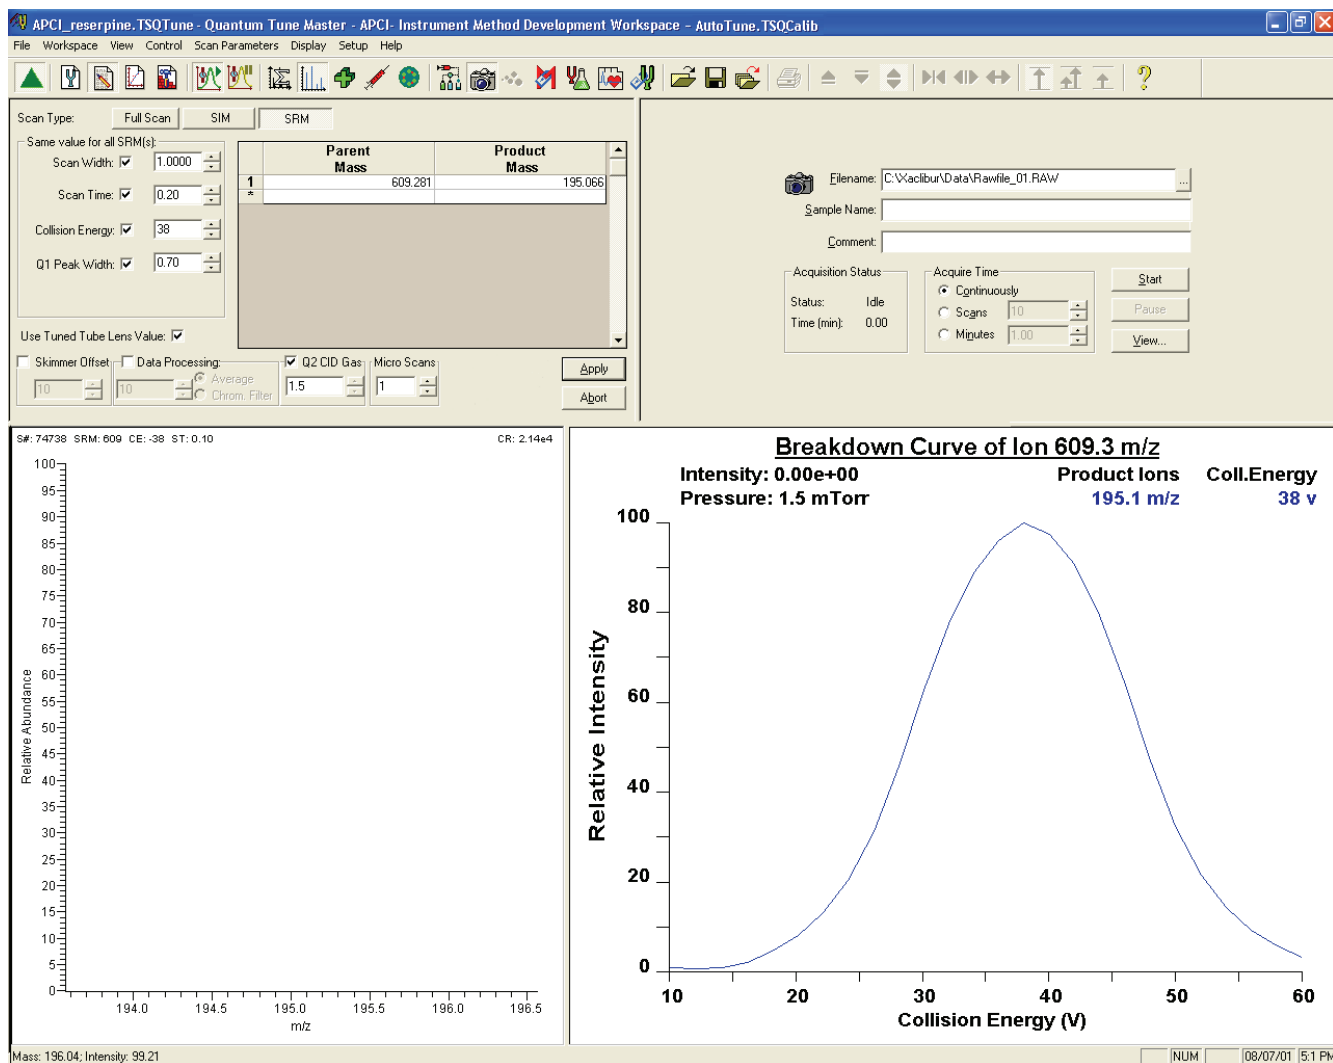 APCI_reserpine.TSQTune - Quantum Tune Master - APCI- Instrument Method Development Workspace - AutoTune.TSQCalib
File Workspace View Control Scan Parameters Display Setup Help
Scan Type: Full Scan SIM SRM
Same value for all SRM(s):
Scan Width: 1.0000
Scan Time: 0.20
Collision Energy: 38
Q1 Peak Width: 0.70
Parent Mass Product Mass
1 609.281 195.066
*
Use Tuned Tube Lens Value:
Skimmer Offset Data Processing: Q2 CID Gas Micro Scans
10 10 Average 1.5 1
Chrom. Filter
Apply
Abort
Filename: C:\Xcalibur\Data\Rawfile_01.RAW
...
Sample Name:
Comment:
Acquisition Status
Status: Idle
Time (min): 0.00
Acquire Time
Continuously
Scans 10
Minutes 1.00
Start
Pause
View...
S#: 74738 SRM: 609 CE: -38 ST: 0.10 CR: 2.14e4
100
95
90
85
80
75
70
65
60
55
50
45
40
35
30
25
20
15
10
5
0
Relative Abundance
194.0 194.5 195.0 195.5 196.0 196.5
m/z
Breakdown Curve of Ion 609.3 m/z
Intensity: 0.00e+00 Product Ions Coll.Energy
Pressure: 1.5 mTorr 195.1 m/z 38 v
100
80
60
40
20
0
Relative Intensity
10 20 30 40 50 60
Collision Energy (V)
Mass: 196.04; Intensity: 99.21
NUM 08/07/01 5:1 PM